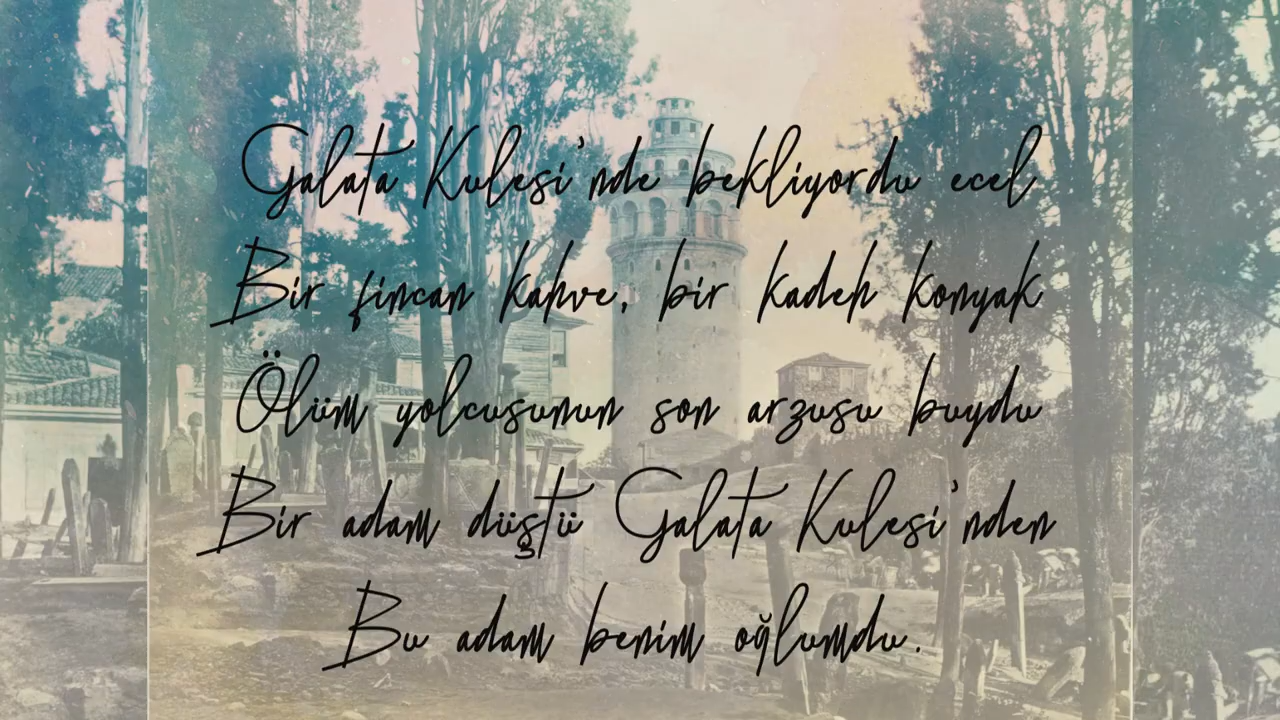 Galata Kulesi'nde bekliyordu ecel
Bir fincan kahve, bir kadeh konyak
Ölüm yolcusunun son arzusu buydu
Bir adam düştü Galata Kulesi'nden
Bu adam benim oğlumdu.